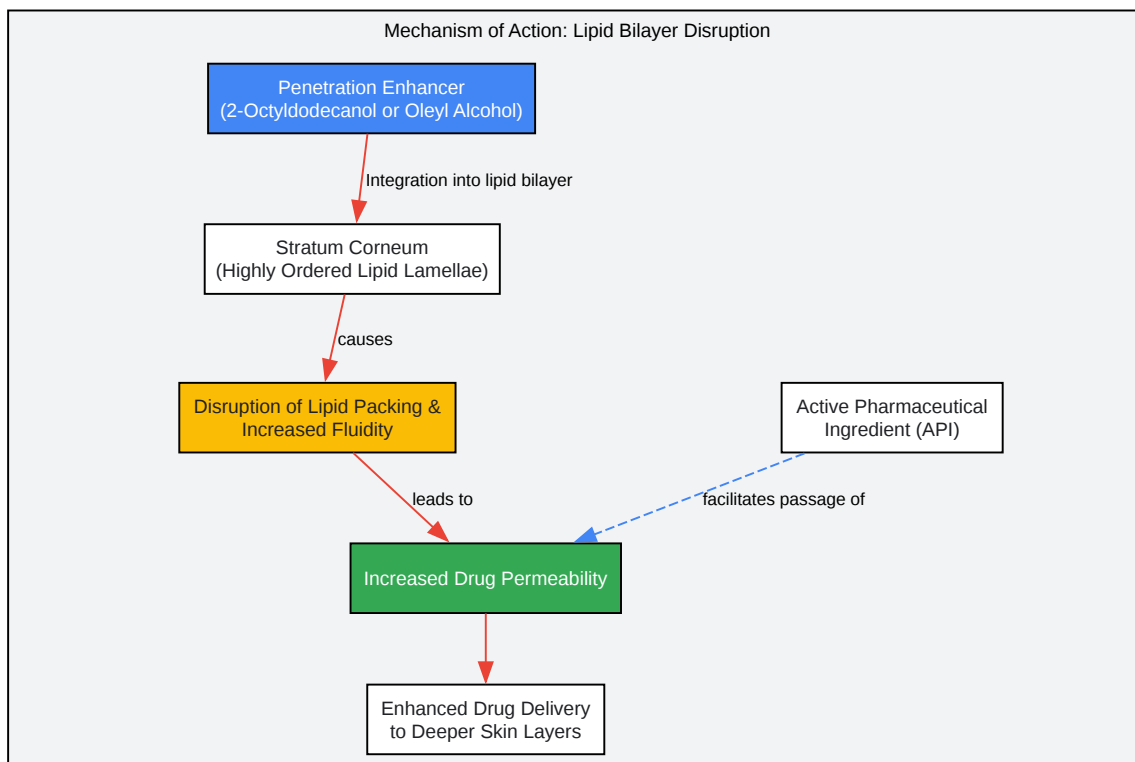 Mechanism of Action: Lipid Bilayer Disruption
Penetration Enhancer
(2-Octyldodecanol or Oleyl Alcohol)
Integration into lipid bilayer
Stratum Corneum
(Highly Ordered Lipid Lamellae)
causes
Disruption of Lipid Packing &
Increased Fluidity
Active Pharmaceutical
Ingredient (API)
leads to
facilitates passage of
Increased Drug Permeability
Enhanced Drug Delivery
to Deeper Skin Layers